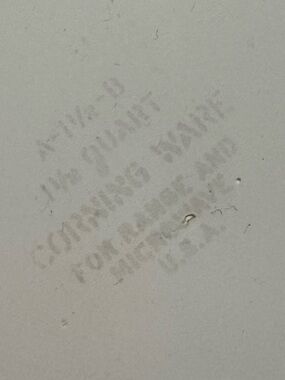 A-1½-B
1½ QUART
CORNING WARE
FOR RANGE AND
MICROWAVE
U.S.A.